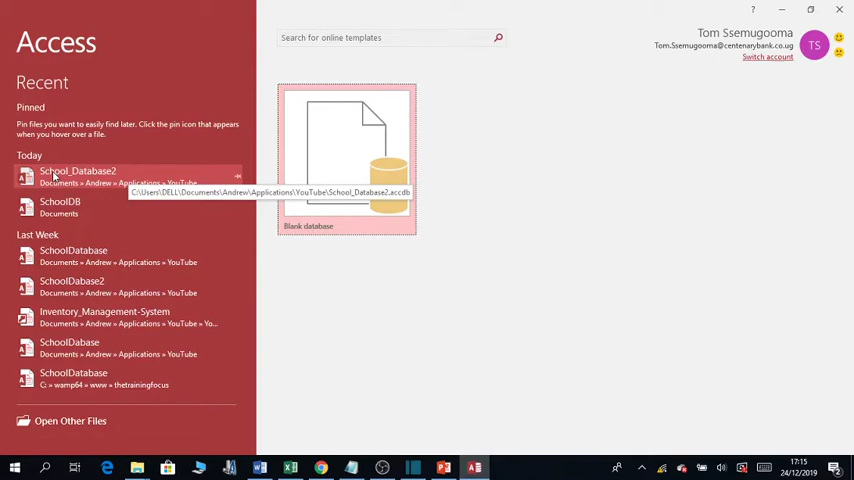 Access
Search for online templates
Tom Ssemugooma
Tom.Ssemugooma@centenarybank.co.ug
Switch account
TS
Recent
Pinned
Pin files you want to easily find later. Click the pin icon that appears
when you hover over a file.
Today
School_Database2
Documents » Andrew » Applications » YouTube
C:\Users\DELL\Documents\Andrew\Applications\YouTube\School_Database2.accdb
SchoolDB
Documents
Blank database
Last Week
SchoolDatabase
Documents » Andrew » Applications » YouTube
SchoolDabase2
Documents » Andrew » Applications » YouTube
Inventory_Management-System
Documents » Andrew » Applications » YouTube » Yo...
SchoolDabase
Documents » Andrew » Applications » YouTube
SchoolDatabase
C: » wamp64 » www » thetrainingfocus
Open Other Files
17:15
24/12/2019
2